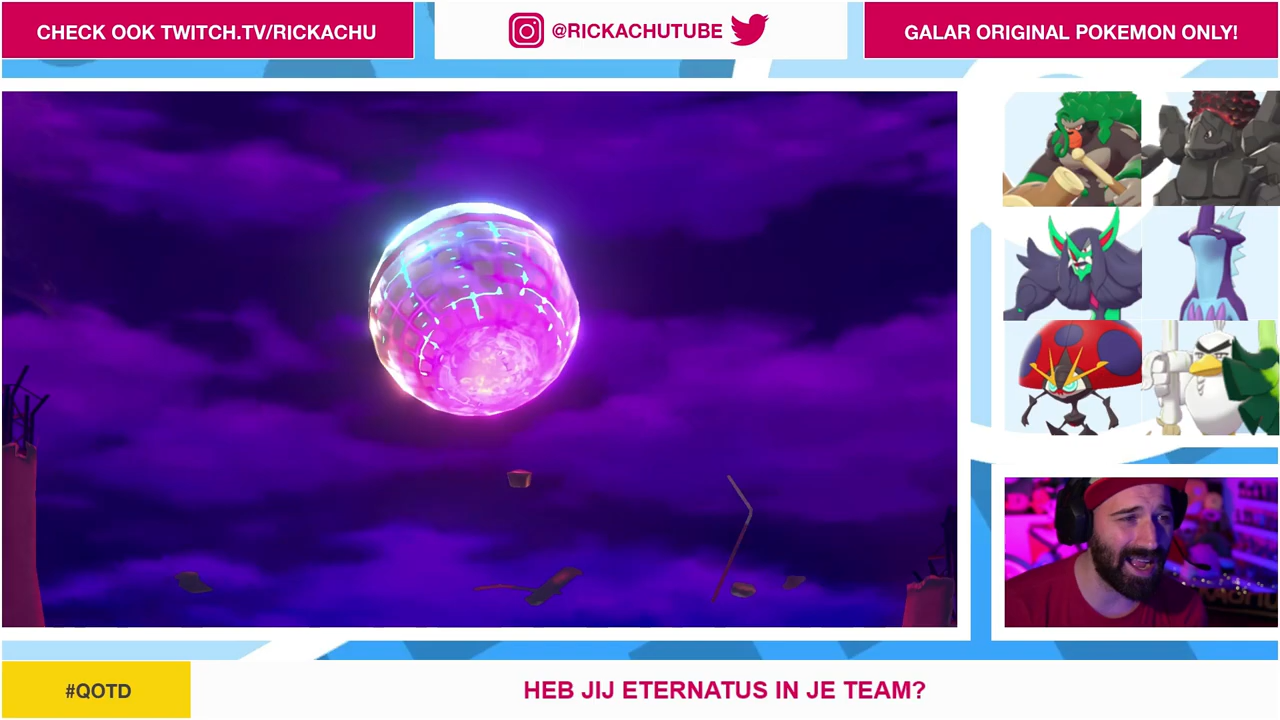 CHECK OOK TWITCH.TV/RICKACHU
@RICKACHUTUBE
GALAR ORIGINAL POKEMON ONLY!
#QOTD
HEB JIJ ETERNATUS IN JE TEAM?